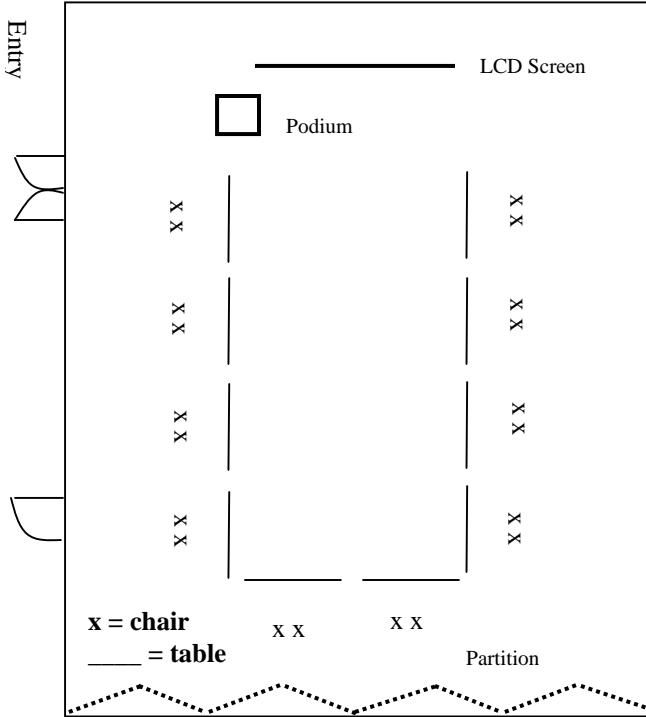 Entry
LCD Screen
Podium
x x
x x
x x
x x
x x
x x
x x
x x
x = chair
____ = table
x x
x x
Partition